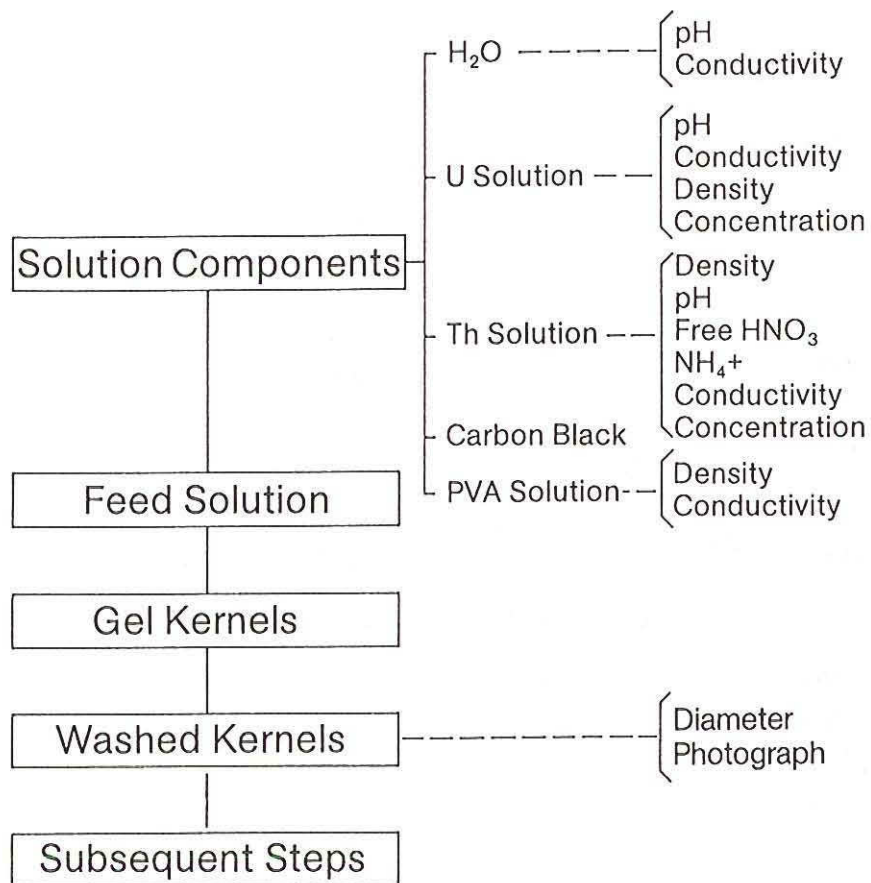 H₂O
pH
Conductivity
U Solution
pH
Conductivity
Density
Concentration
Solution Components
Th Solution
Density
pH
Free HNO₃
NH₄+
Conductivity
Concentration
Carbon Black
PVA Solution
Density
Conductivity
Feed Solution
Gel Kernels
Washed Kernels
Diameter
Photograph
Subsequent Steps